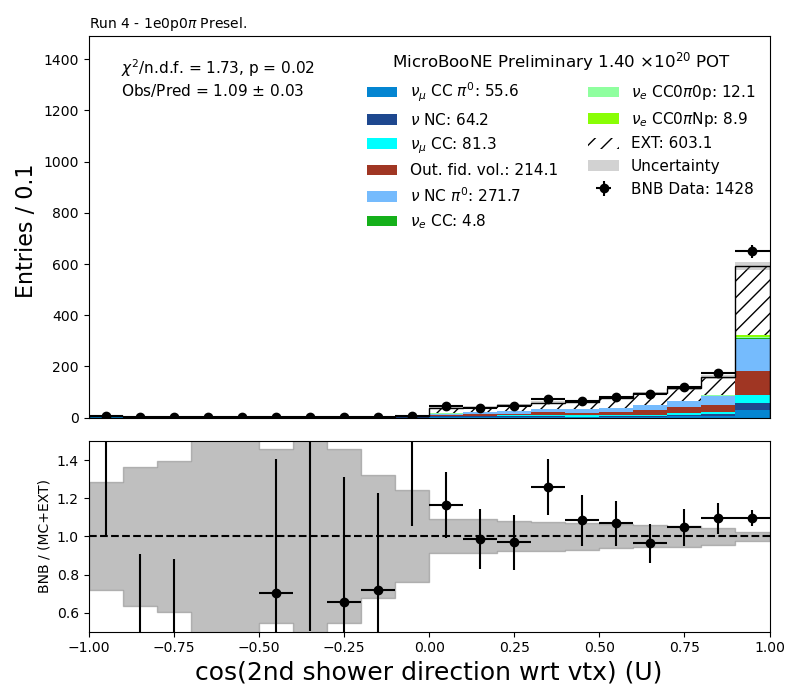 Run 4 - 1e0p0π Presel.
χ²/n.d.f. = 1.73, p = 0.02
Obs/Pred = 1.09 ± 0.03
MicroBooNE Preliminary 1.40 ×10²⁰ POT
ν_μ CC π⁰: 55.6
ν NC: 64.2
ν_μ CC: 81.3
Out. fid. vol.: 214.1
ν NC π⁰: 271.7
ν_e CC: 4.8
ν_e CC0π0p: 12.1
ν_e CC0πNp: 8.9
EXT: 603.1
Uncertainty
BNB Data: 1428
Entries / 0.1
1400
1200
1000
800
600
400
200
0
BNB / (MC+EXT)
1.4
1.2
1.0
0.8
0.6
−1.00 −0.75 −0.50 −0.25 0.00 0.25 0.50 0.75 1.00
cos(2nd shower direction wrt vtx) (U)